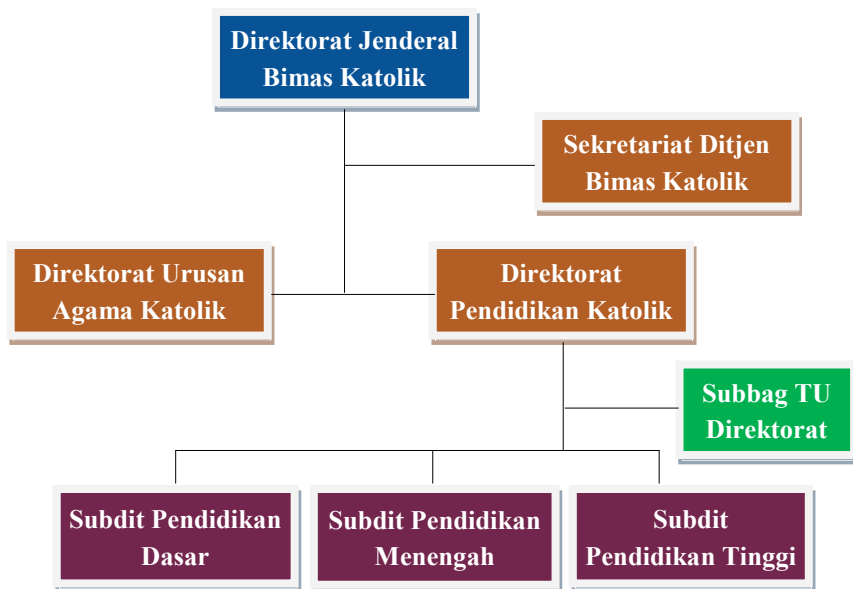 Direktorat Jenderal
Bimas Katolik
Sekretariat Ditjen
Bimas Katolik
Direktorat Urusan
Agama Katolik
Direktorat
Pendidikan Katolik
Subbag TU
Direktorat
Subdit Pendidikan
Dasar
Subdit Pendidikan
Menengah
Subdit
Pendidikan Tinggi